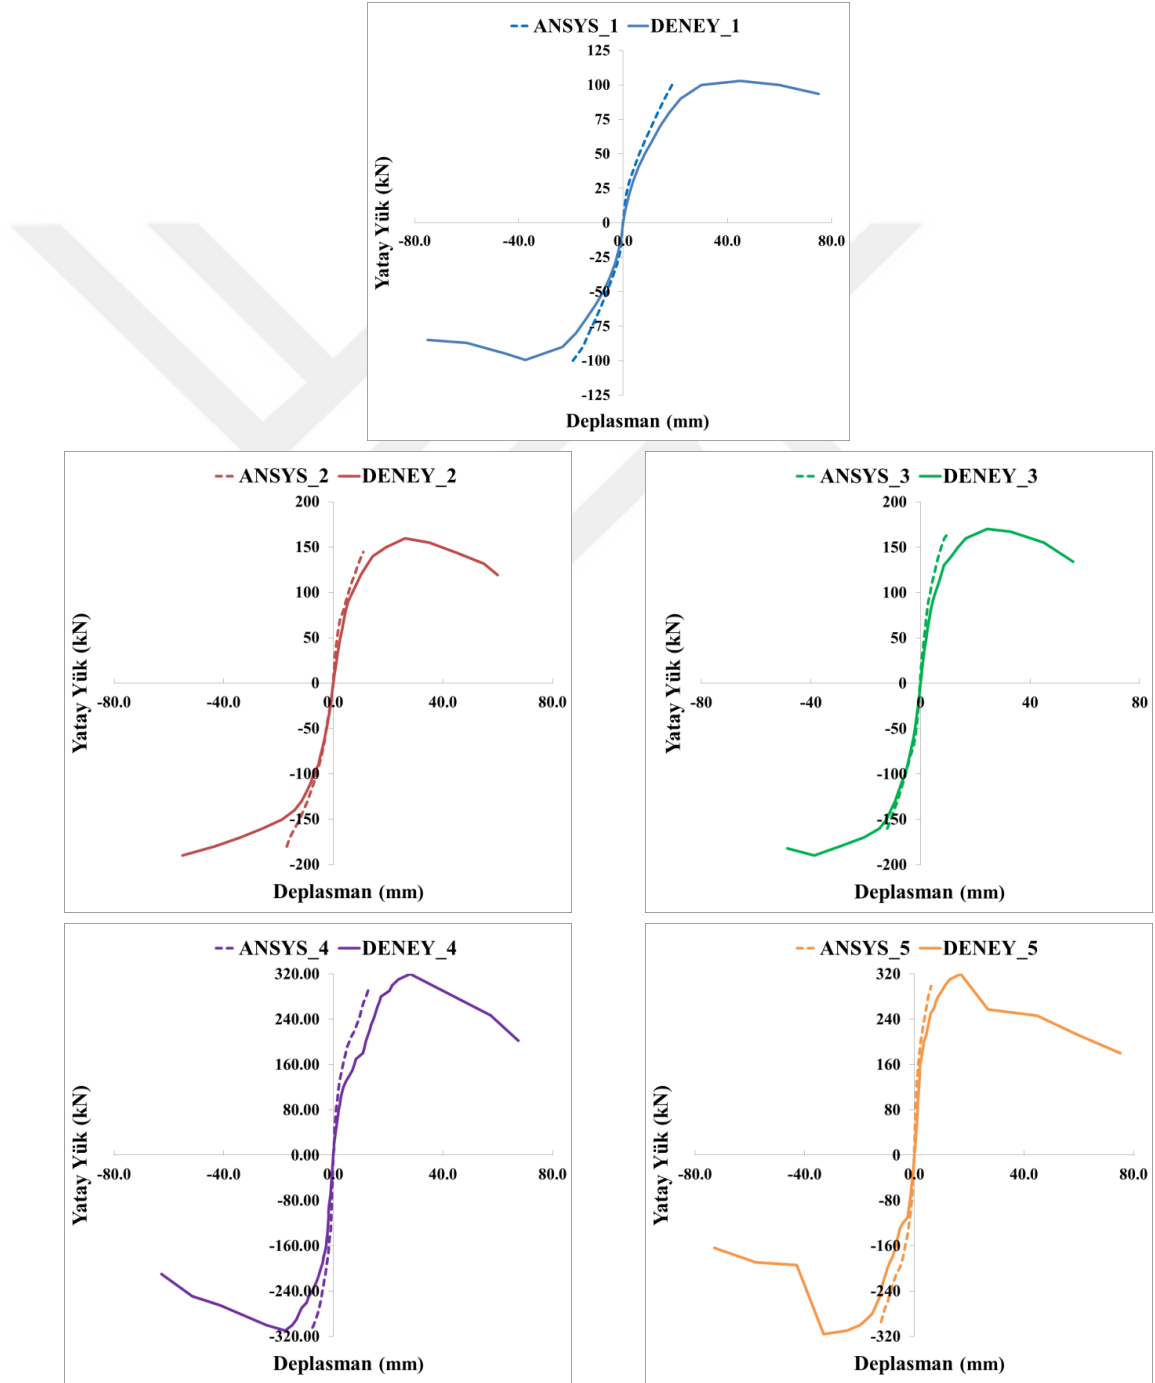 ANSYS_1 DENEY_1
125
100
75
50
25
0
-25
-50
-75
-100
-125
-80.0 -40.0 0.0 40.0 80.0
Yatay Yük (kN)
Deplasman (mm)
ANSYS_2 DENEY_2
200
150
100
50
0
-50
-100
-150
-200
-80.0 -40.0 0.0 40.0 80.0
Yatay Yük (kN)
Deplasman (mm)
ANSYS_3 DENEY_3
200
150
100
50
0
-50
-100
-150
-200
-80 -40 0 40 80
Yatay Yük (kN)
Deplasman (mm)
ANSYS_4 DENEY_4
320.00
240.00
160.00
80.00
0.00
-80.00
-160.00
-240.00
-320.00
-80.0 -40.0 0.0 40.0 80.0
Yatay Yük (kN)
Deplasman (mm)
ANSYS_5 DENEY_5
320
240
160
80
0
-80
-160
-240
-320
-80.0 -40.0 0.0 40.0 80.0
Yatay Yük (kN)
Deplasman (mm)